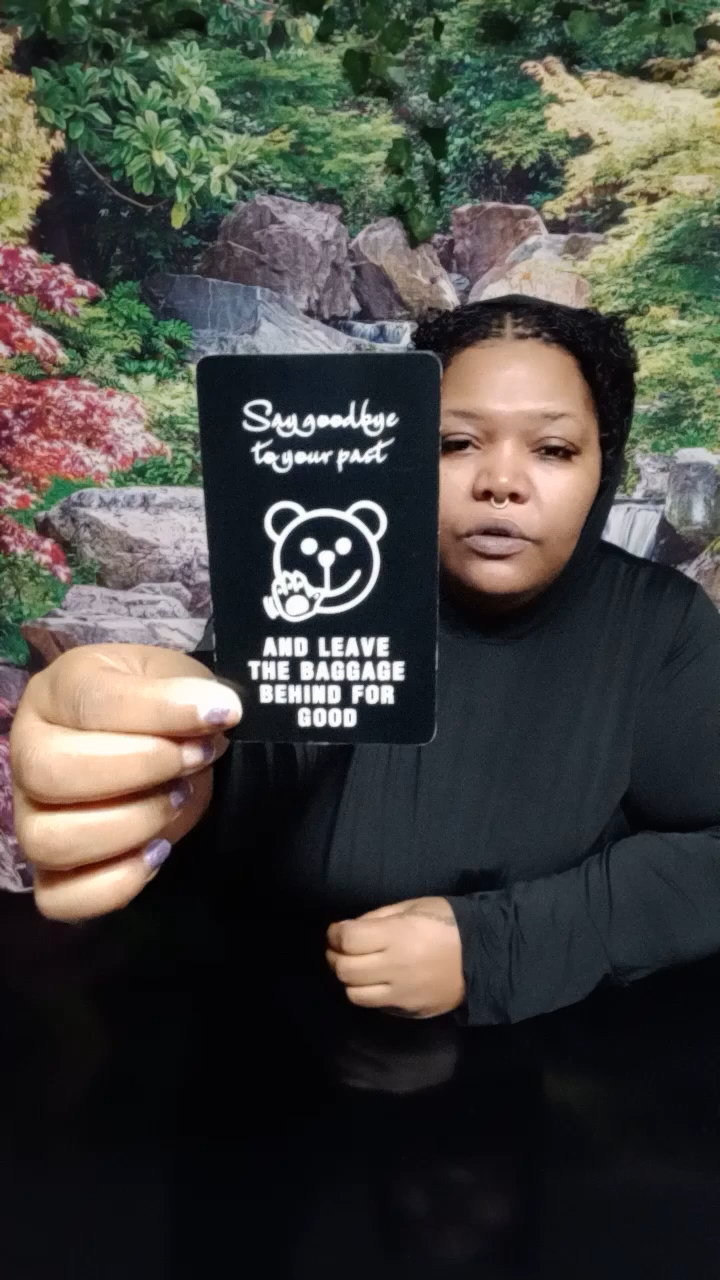 Say goodbye
to your past
AND LEAVE
THE BAGGAGE
BEHIND FOR
GOOD